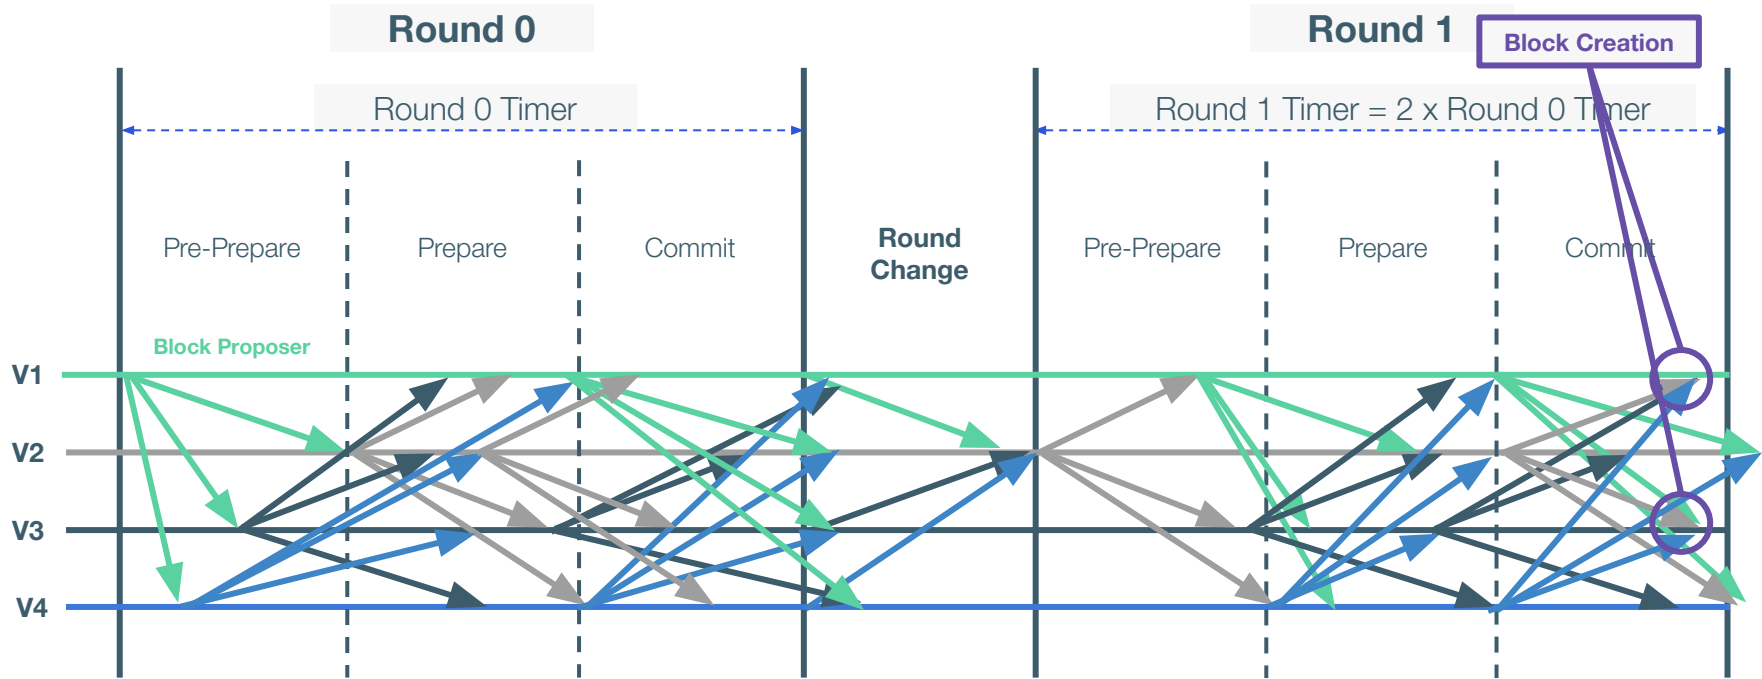 Round 0
Round 1
Block Creation
Round 0 Timer
Round 1 Timer = 2 x Round 0 Timer
Pre-Prepare
Prepare
Commit
Round
Change
Pre-Prepare
Prepare
Commit
Block Proposer
V1
V2
V3
V4